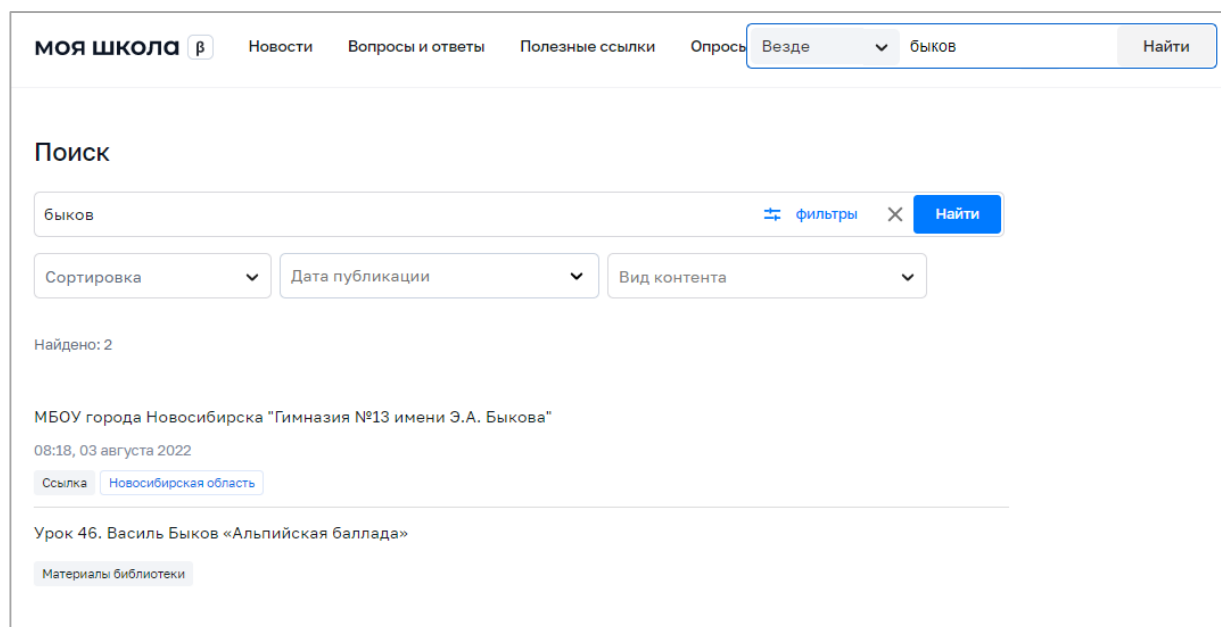 моя школа β Новости Вопросы и ответы Полезные ссылки Опросы Везде быков Найти
Поиск
быков фильтры Найти
Сортировка Дата публикации Вид контента
Найдено: 2
МБОУ города Новосибирска "Гимназия №13 имени Э.А. Быкова"
08:18, 03 августа 2022
Ссылка Новосибирская область
Урок 46. Василь Быков «Альпийская баллада»
Материалы библиотеки